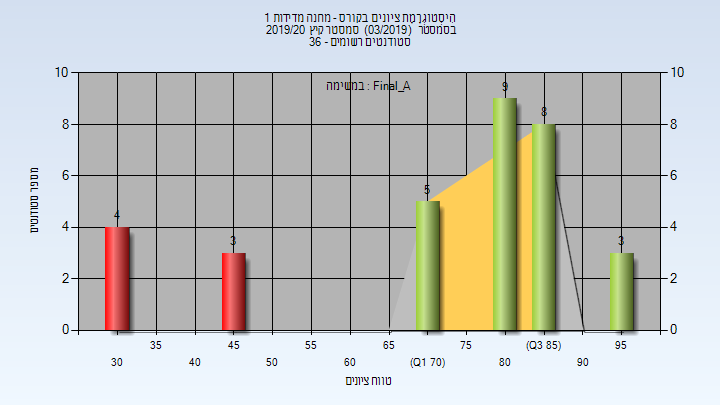 היסטוגרמת ציונים בקורס - מחנה מדידות 1
בסמסטר (03/2019) סמסטר קיץ 2019/20
סטודנטים רשומים - 36
במשימה : Final_A
מספר סטודנטים
10 10
8 8
6 6
4 4
2 2
0 0
4 3 5 9 8 3
35 45 55 65 75 (Q3 85) 95
30 40 50 60 (Q1 70) 80 90
טווח ציונים